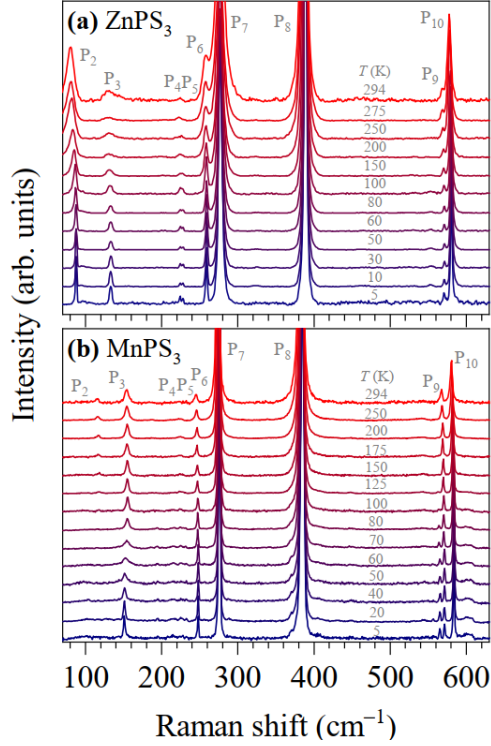 (a) ZnPS₃
P₂
P₃
P₄P₅
P₆
P₇
P₈
P₉
P₁₀
T (K)
294
275
250
200
150
100
80
60
50
30
10
5
(b) MnPS₃
P₂
P₃
P₄P₅
P₆
P₇
P₈
P₉
P₁₀
T (K)
294
250
200
175
150
125
100
80
70
60
50
40
20
5
100 200 300 400 500 600
Raman shift (cm⁻¹)
Intensity (arb. units)